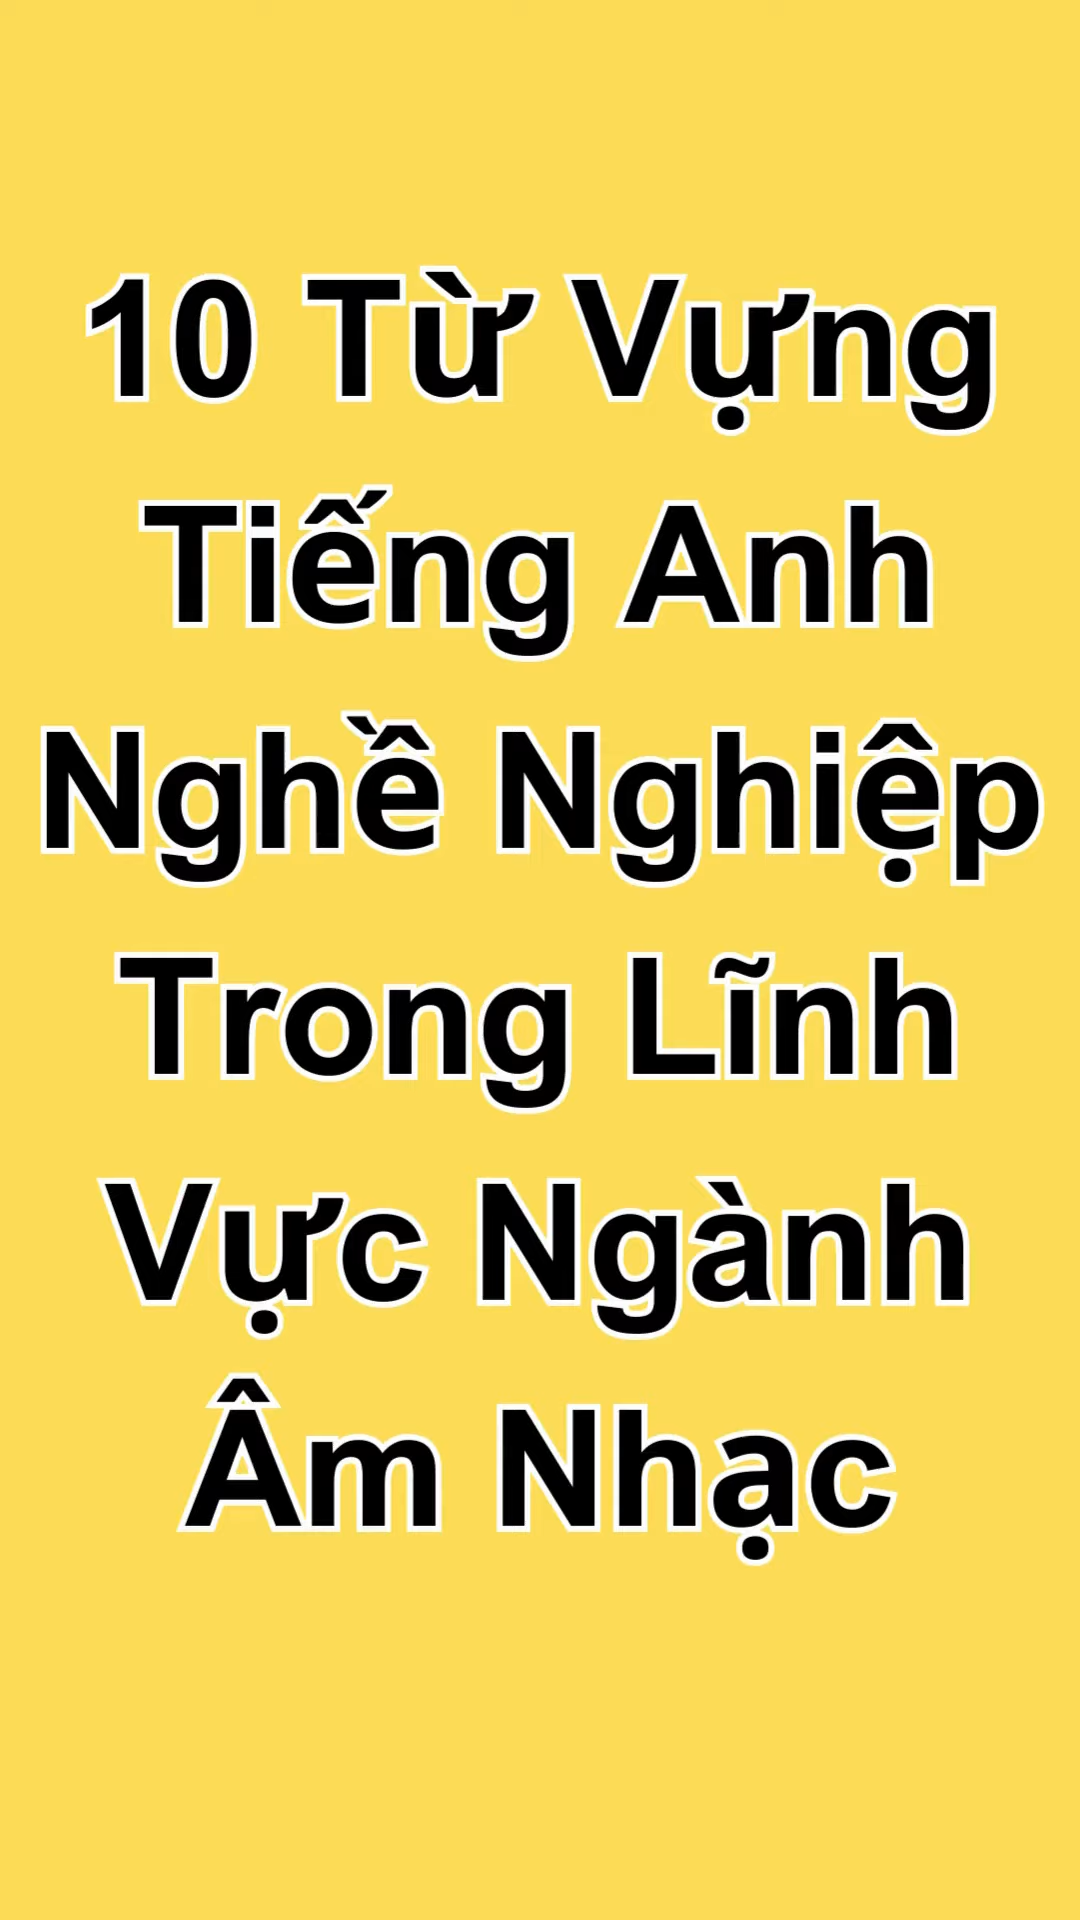 10 Từ Vựng
Tiếng Anh
Nghề Nghiệp
Trong Lĩnh
Vực Ngành
Âm Nhạc